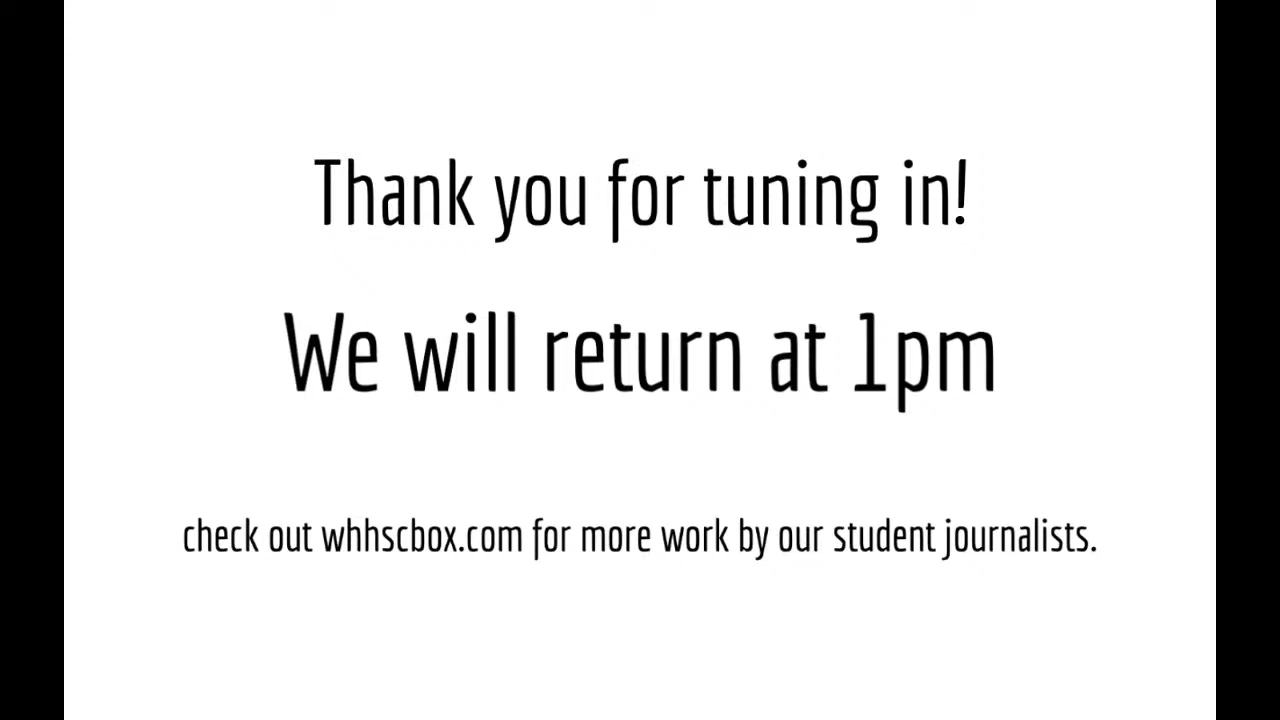 Thank you for tuning in!
We will return at 1pm
check out whhscbox.com for more work by our student journalists.